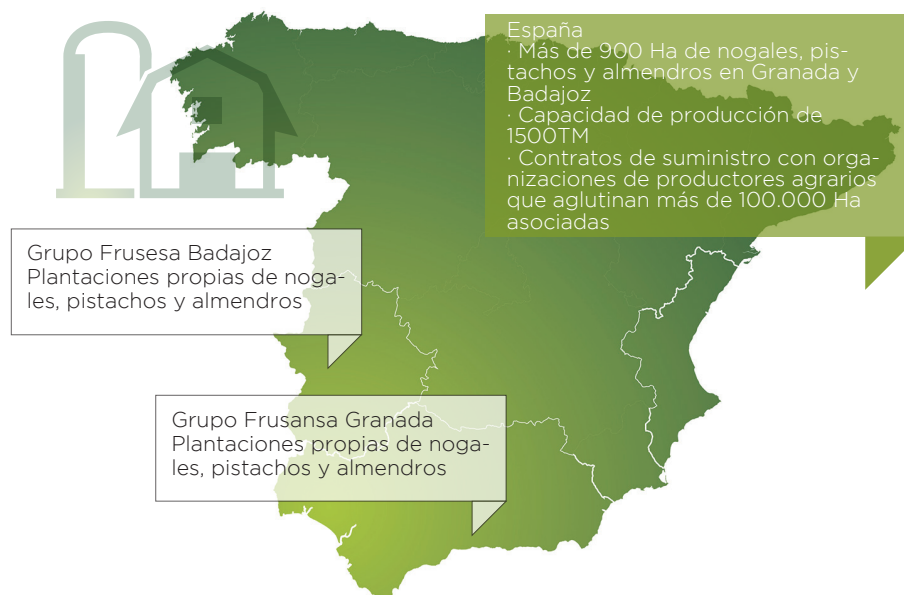 España
· Más de 900 Ha de nogales, pis-
tachos y almendros en Granada y
Badajoz
· Capacidad de producción de
1500TM
· Contratos de suministro con orga-
nizaciones de productores agrarios
que aglutinan más de 100.000 Ha
asociadas
Grupo Frusesa Badajoz
Plantaciones propias de noga-
les, pistachos y almendros
Grupo Frusansa Granada
Plantaciones propias de noga-
les, pistachos y almendros